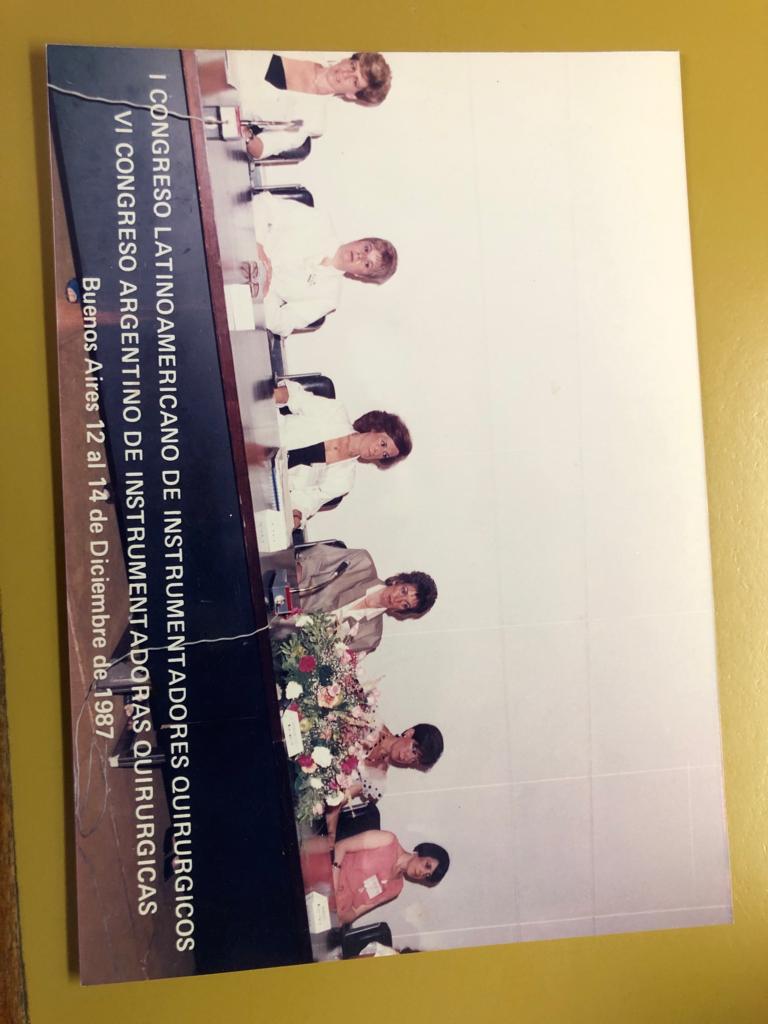 I CONGRESO LATINOAMERICANO DE INSTRUMENTADORES QUIRURGICOS
VI CONGRESO ARGENTINO DE INSTRUMENTADORAS QUIRURGICAS
Buenos Aires 12 al 14 de Diciembre de 1987